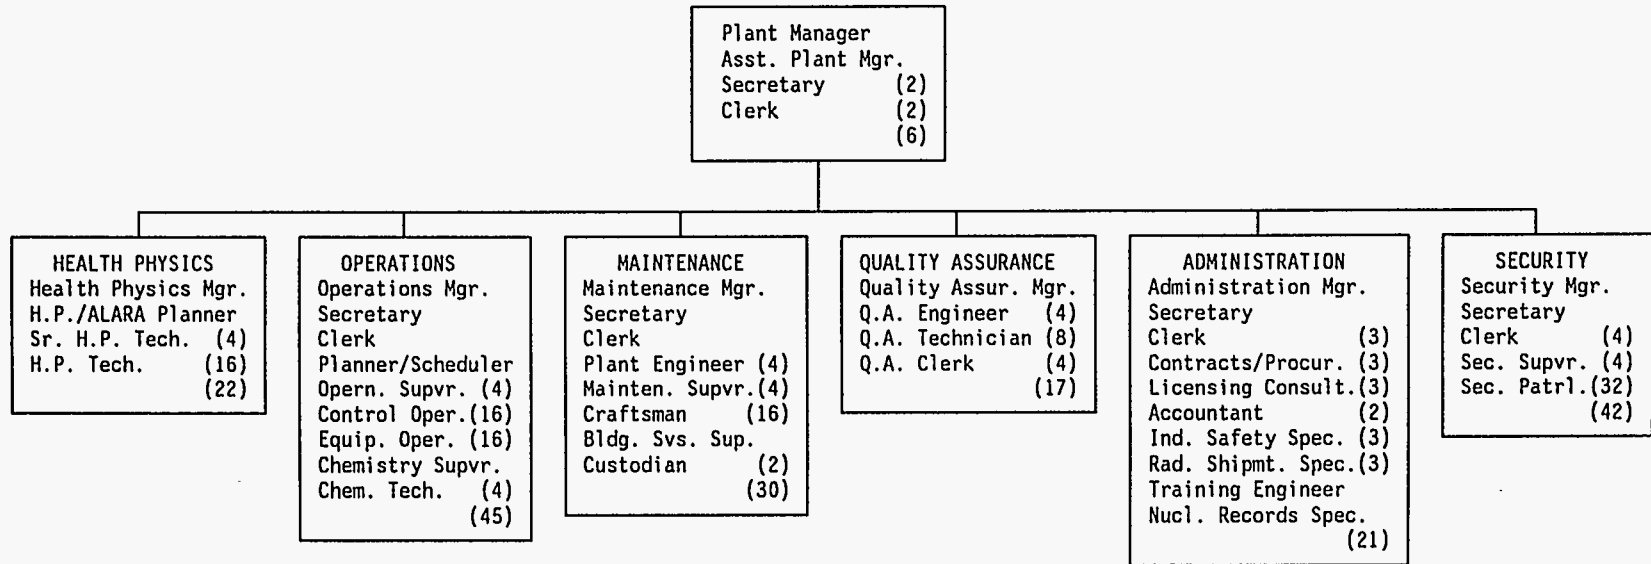 Plant Manager
Asst. Plant Mgr.
Secretary (2)
Clerk (2)
(6)
HEALTH PHYSICS
Health Physics Mgr.
H.P./ALARA Planner
Sr. H.P. Tech. (4)
H.P. Tech. (16)
(22)
OPERATIONS
Operations Mgr.
Secretary
Clerk
Planner/Scheduler
Opern. Supvr. (4)
Control Oper.(16)
Equip. Oper. (16)
Chemistry Supvr.
Chem. Tech. (4)
(45)
MAINTENANCE
Maintenance Mgr.
Secretary
Clerk
Plant Engineer (4)
Mainten. Supvr.(4)
Craftsman (16)
Bldg. Svs. Sup.
Custodian (2)
(30)
QUALITY ASSURANCE
Quality Assur. Mgr.
Q.A. Engineer (4)
Q.A. Technician (8)
Q.A. Clerk (4)
(17)
ADMINISTRATION
Administration Mgr.
Secretary
Clerk (3)
Contracts/Procur. (3)
Licensing Consult.(3)
Accountant (2)
Ind. Safety Spec. (3)
Rad. Shipmt. Spec.(3)
Training Engineer
Nucl. Records Spec.
(21)
SECURITY
Security Mgr.
Secretary
Clerk (4)
Sec. Supvr. (4)
Sec. Patrl.(32)
(42)